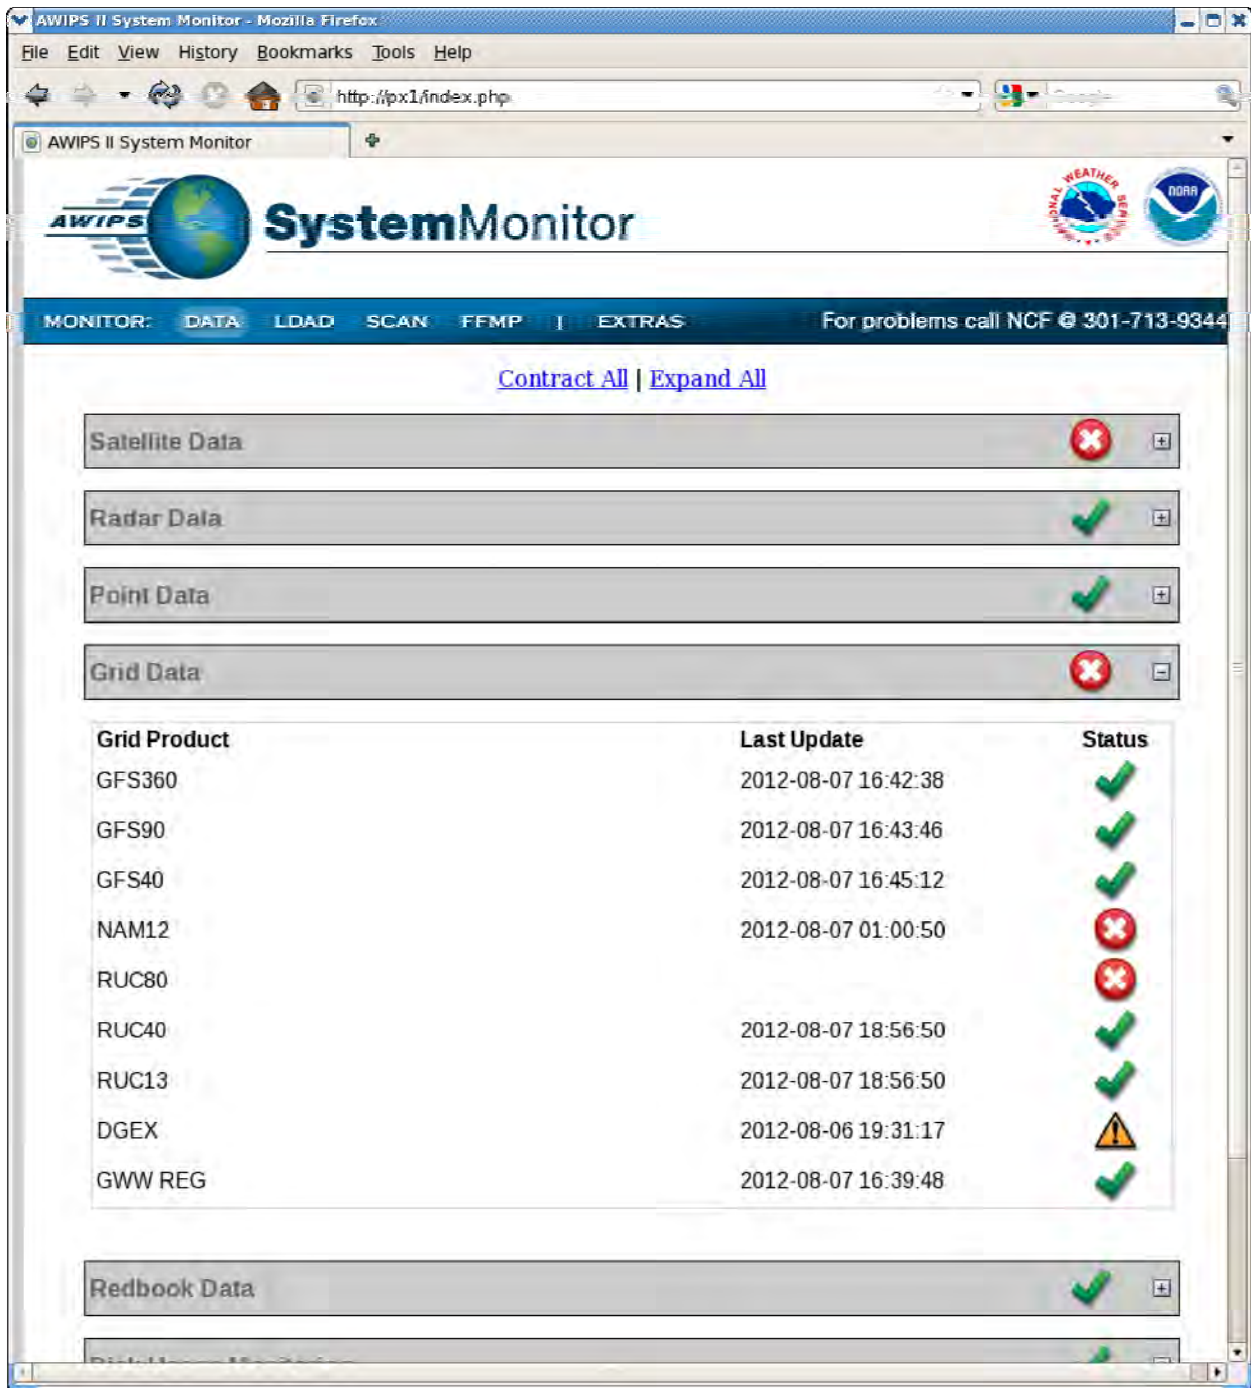 AWIPS II System Monitor - Mozilla Firefox
File Edit View History Bookmarks Tools Help
http://px1/index.php
AWIPS II System Monitor
AWIPS
SystemMonitor
NATIONAL WEATHER SERVICE
NOAA
MONITOR: DATA LDAD SCAN FFMP | EXTRAS For problems call NCF @ 301-713-9344
Contract All | Expand All
Satellite Data
Radar Data
Point Data
Grid Data
Grid Product Last Update Status
GFS360 2012-08-07 16:42:38
GFS90 2012-08-07 16:43:46
GFS40 2012-08-07 16:45:12
NAM12 2012-08-07 01:00:50
RUC80
RUC40 2012-08-07 18:56:50
RUC13 2012-08-07 18:56:50
DGEX 2012-08-06 19:31:17
GWW REG 2012-08-07 16:39:48
Redbook Data